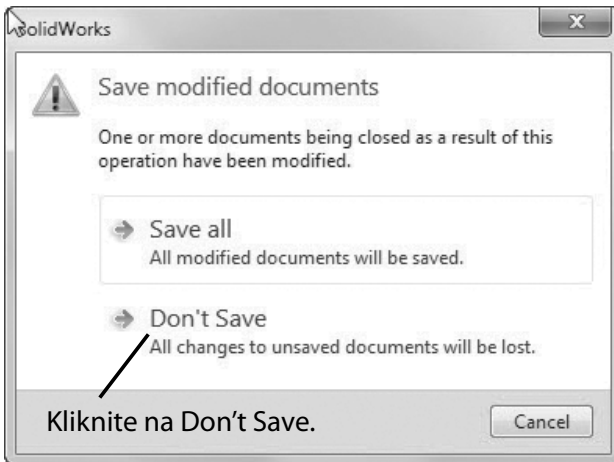 SolidWorks
Save modified documents
One or more documents being closed as a result of this
operation have been modified.
Save all
All modified documents will be saved.
Don't Save
All changes to unsaved documents will be lost.
Kliknite na Don’t Save.
Cancel